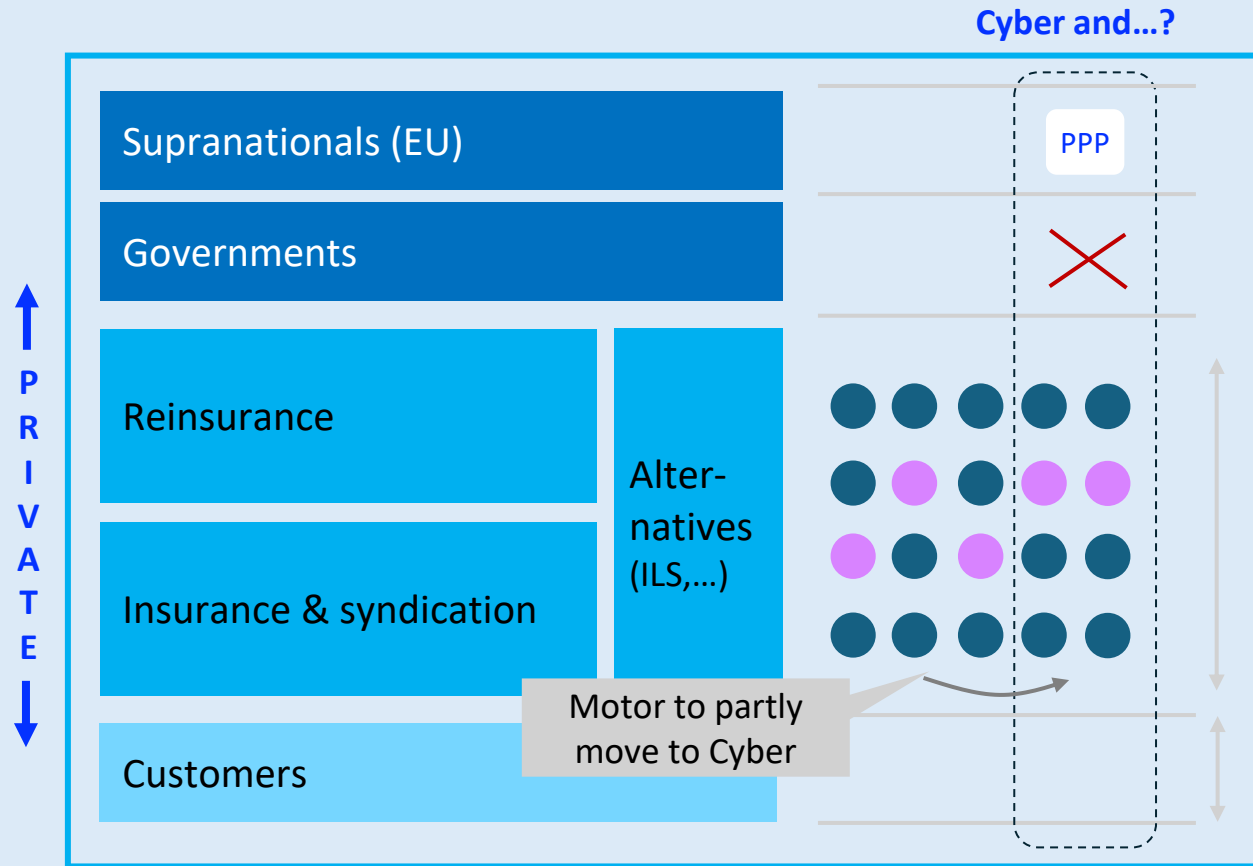 Cyber and…?
Supranationals (EU)
PPP
Governments
PRIVATE
Reinsurance
Alter-
natives
(ILS,…)
Insurance & syndication
Motor to partly
move to Cyber
Customers